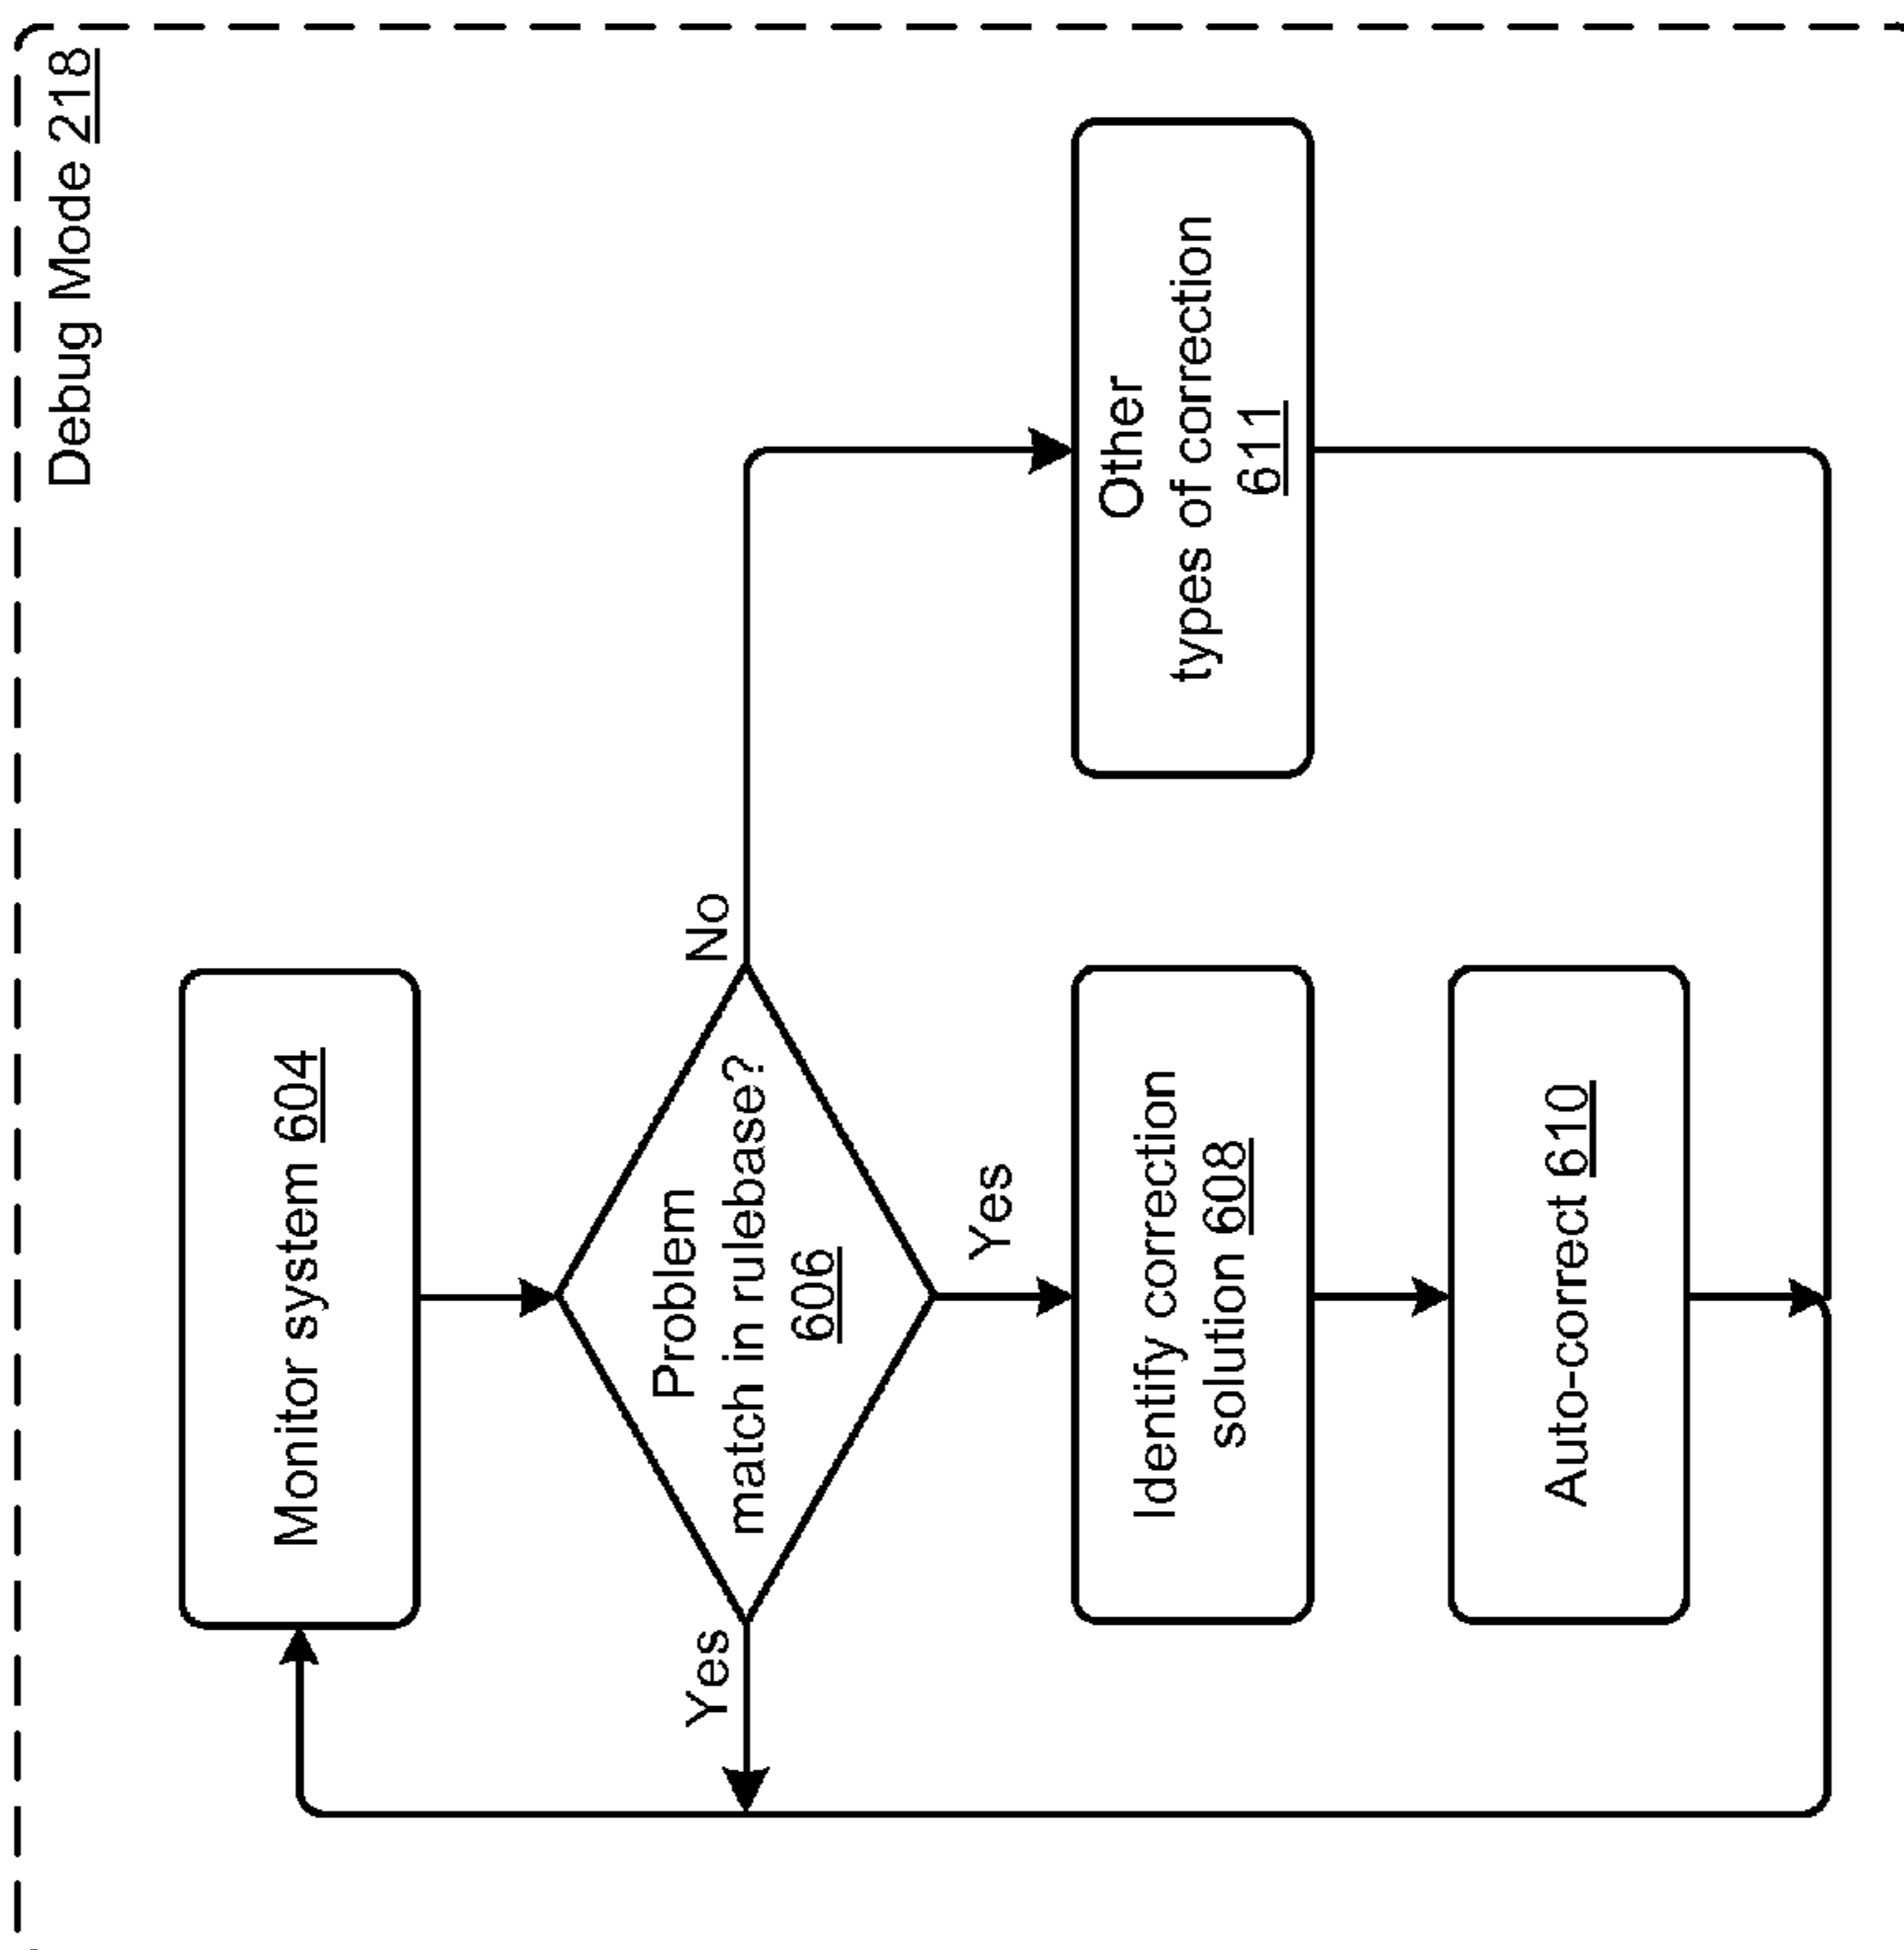 Debug Mode 218
Monitor system 604
Problem
match in rulebase?
606
No
Yes
Yes
Identify correction
solution 608
Other
types of correction
611
Auto-correct 610